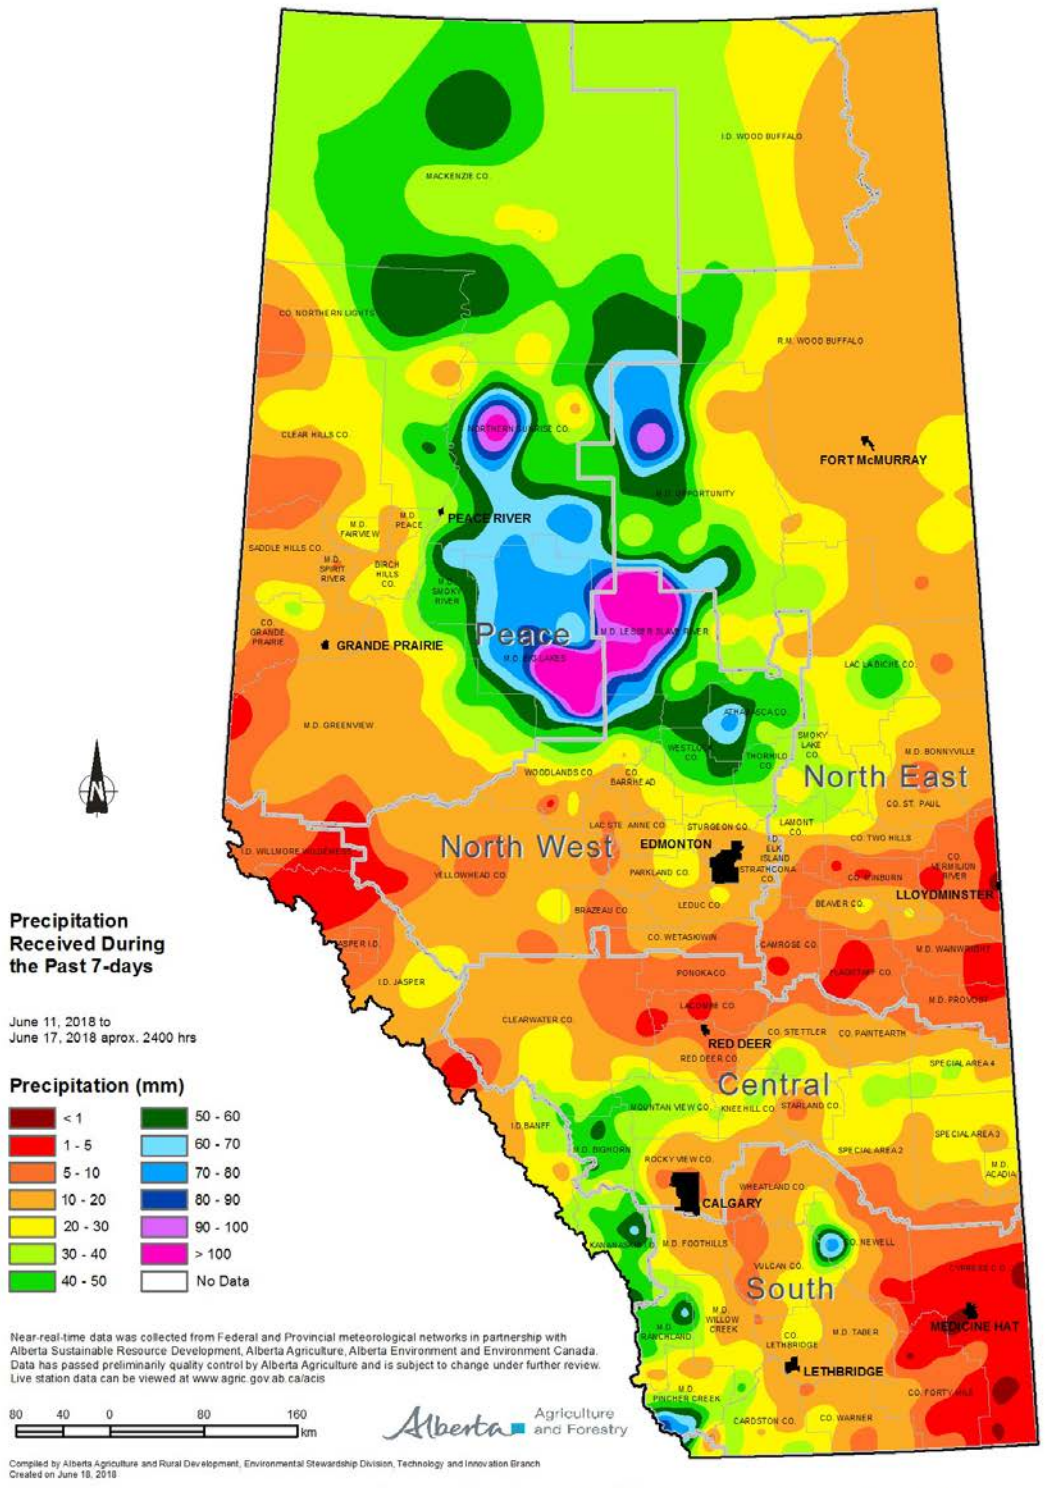 I.D. WOOD BUFFALO
MACKENZIE CO.
CO. NORTHERN LIGHTS
R.M. WOOD BUFFALO
CLEAR HILLS CO.
NORTHERN SUNRISE CO.
FORT McMURRAY
M.D. OPPORTUNITY
PEACE RIVER
M.D.
PEACE
M.D.
FAIRVIEW
SADDLE HILLS CO.
M.D.
SPIRIT
RIVER
BIRCH
HILLS
CO.
M.D.
SMOKY
RIVER
CO.
GRANDE
PRAIRIE
GRANDE PRAIRIE
Peace
M.D. LESSER SLAVE RIVER
M.D. BIG LAKES
LAC LA BICHE CO.
M.D. GREENVIEW
ATHABASCA CO.
WESTLOCK
CO.
THORHILD
CO.
SMOKY
LAKE
CO.
M.D. BONNYVILLE
North East
WOODLANDS CO
CO.
BARRHEAD
CO. ST. PAUL
North West
LAC STE ANNE CO.
STURGEON CO.
LAMONT
CO.
CO. TWO HILLS
EDMONTON
I.D.
ELK
ISLAND
STRATHCONA
CO.
I.D. WILLMORE WILDERNESS
YELLOWHEAD CO.
PARKLAND CO.
CO. MINBURN
CO.
VERMILION
RIVER
LLOYDMINSTER
BRAZEAU CO.
LEDUC CO.
BEAVER CO.
CO. WETASKIWIN
CAMROSE CO.
M.D. WAINWRIGHT
JASPER I.D.
I.D. JASPER
PONOKA CO.
FLAGSTAFF CO.
M.D. PROVOST
LACOMBE CO.
CLEARWATER CO.
CO. STETTLER
CO. PAINTEARTH
RED DEER
RED DEER CO.
SPECIAL AREA 4
Central
MOUNTAIN VIEW CO.
KNEEHILL CO.
STARLAND CO.
I.D. BANFF
M.D. BIGHORN
SPECIAL AREA 3
SPECIAL AREA 2
ROCKY VIEW CO.
M.D.
ACADIA
WHEATLAND CO.
CALGARY
KANANASKIS I.D.
M.D. FOOTHILLS
CO. NEWELL
VULCAN CO.
CYPRESS CO.
South
M.D.
WILLOW
CREEK
M.D.
RANCHLAND
MEDICINE HAT
CO.
LETHBRIDGE
M.D. TABER
LETHBRIDGE
M.D.
PINCHER CREEK
CO. FORTY MILE
CARDSTON CO.
CO. WARNER
N
Precipitation
Received During
the Past 7-days
June 11, 2018 to
June 17, 2018 aprox. 2400 hrs
Precipitation (mm)
< 1
1 - 5
5 - 10
10 - 20
20 - 30
30 - 40
40 - 50
50 - 60
60 - 70
70 - 80
80 - 90
90 - 100
> 100
No Data
Near-real-time data was collected from Federal and Provincial meteorological networks in partnership with
Alberta Sustainable Resource Development, Alberta Agriculture, Alberta Environment and Environment Canada.
Data has passed preliminarily quality control by Alberta Agriculture and is subject to change under further review.
Live station data can be viewed at www.agric.gov.ab.ca/acis
80 40 0 80 160
km
Alberta
Agriculture
and Forestry
Compiled by Alberta Agriculture and Rural Development, Environmental Stewardship Division, Technology and Innovation Branch
Created on June 18, 2018